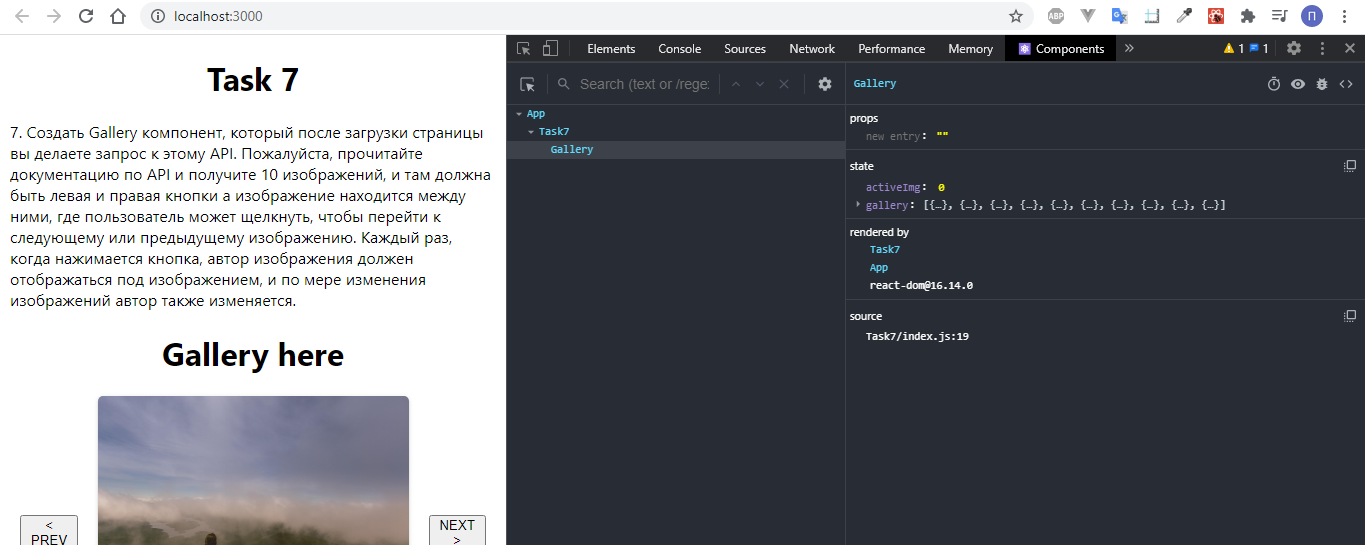 localhost:3000
ABP
П
Task 7
7. Создать Gallery компонент, который после загрузки страницы
вы делаете запрос к этому API. Пожалуйста, прочитайте
документацию по API и получите 10 изображений, и там должна
быть левая и правая кнопки а изображение находится между
ними, где пользователь может щелкнуть, чтобы перейти к
следующему или предыдущему изображению. Каждый раз,
когда нажимается кнопка, автор изображения должен
отображаться под изображением, и по мере изменения
изображений автор также изменяется.
Gallery here
<
PREV
NEXT
>
Elements Console Sources Network Performance Memory Components » 1 1
Search (text or /rege:
App
Task7
Gallery
Gallery
props
new entry: ""
state
activeImg: 0
gallery: [{…}, {…}, {…}, {…}, {…}, {…}, {…}, {…}, {…}, {…}]
rendered by
Task7
App
react-dom@16.14.0
source
Task7/index.js:19